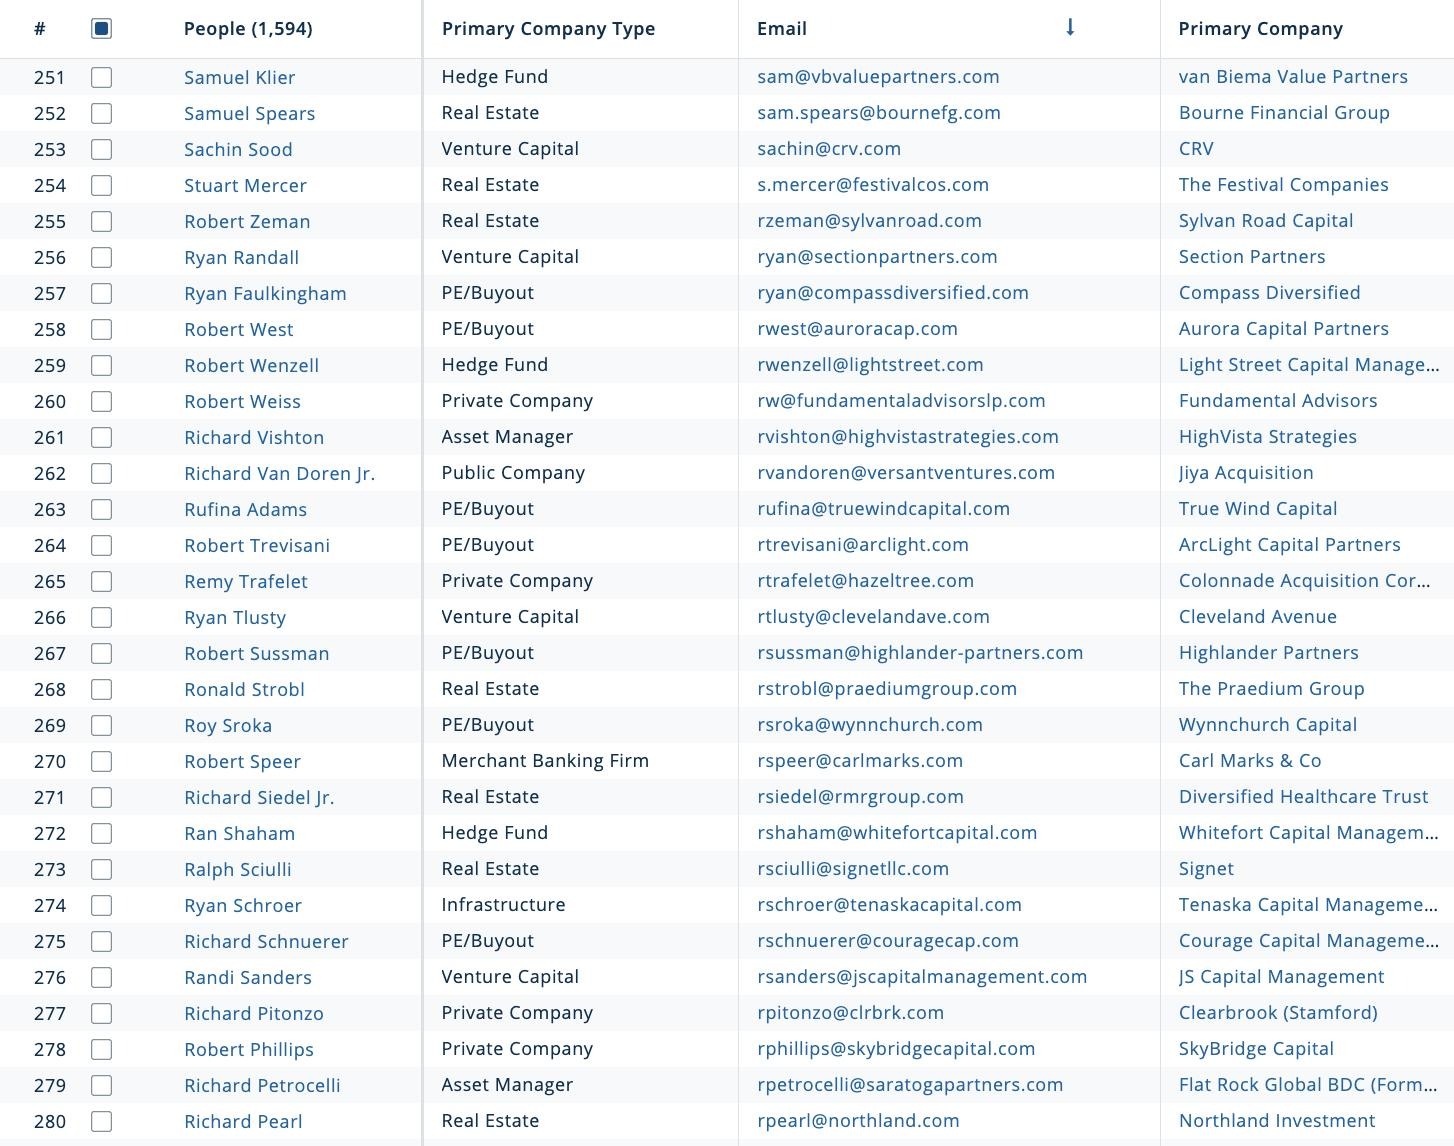 # People (1,594) Primary Company Type Email ↓ Primary Company
251 Samuel Klier Hedge Fund sam@vbvaluepartners.com van Biema Value Partners
252 Samuel Spears Real Estate sam.spears@bournefg.com Bourne Financial Group
253 Sachin Sood Venture Capital sachin@crv.com CRV
254 Stuart Mercer Real Estate s.mercer@festivalcos.com The Festival Companies
255 Robert Zeman Real Estate rzeman@sylvanroad.com Sylvan Road Capital
256 Ryan Randall Venture Capital ryan@sectionpartners.com Section Partners
257 Ryan Faulkingham PE/Buyout ryan@compassdiversified.com Compass Diversified
258 Robert West PE/Buyout rwest@auroracap.com Aurora Capital Partners
259 Robert Wenzell Hedge Fund rwenzell@lightstreet.com Light Street Capital Manage...
260 Robert Weiss Private Company rw@fundamentaladvisorslp.com Fundamental Advisors
261 Richard Vishton Asset Manager rvishton@highvistastrategies.com HighVista Strategies
262 Richard Van Doren Jr. Public Company rvandoren@versantventures.com Jiya Acquisition
263 Rufina Adams PE/Buyout rufina@truewindcapital.com True Wind Capital
264 Robert Trevisani PE/Buyout rtrevisani@arclight.com ArcLight Capital Partners
265 Remy Trafelet Private Company rtrafelet@hazeltree.com Colonnade Acquisition Cor...
266 Ryan Tlusty Venture Capital rtlusty@clevelandave.com Cleveland Avenue
267 Robert Sussman PE/Buyout rsussman@highlander-partners.com Highlander Partners
268 Ronald Strobl Real Estate rstrobl@praediumgroup.com The Praedium Group
269 Roy Sroka PE/Buyout rsroka@wynnchurch.com Wynnchurch Capital
270 Robert Speer Merchant Banking Firm rspeer@carlmarks.com Carl Marks & Co
271 Richard Siedel Jr. Real Estate rsiedel@rmrgroup.com Diversified Healthcare Trust
272 Ran Shaham Hedge Fund rshaham@whitefortcapital.com Whitefort Capital Managem...
273 Ralph Sciulli Real Estate rsciulli@signetllc.com Signet
274 Ryan Schroer Infrastructure rschroer@tenaskacapital.com Tenaska Capital Manageme...
275 Richard Schnuerer PE/Buyout rschnuerer@couragecap.com Courage Capital Manageme...
276 Randi Sanders Venture Capital rsanders@jscapitalmanagement.com JS Capital Management
277 Richard Pitonzo Private Company rpitonzo@clrbrk.com Clearbrook (Stamford)
278 Robert Phillips Private Company rphillips@skybridgecapital.com SkyBridge Capital
279 Richard Petrocelli Asset Manager rpetrocelli@saratogapartners.com Flat Rock Global BDC (Form...
280 Richard Pearl Real Estate rpearl@northland.com Northland Investment